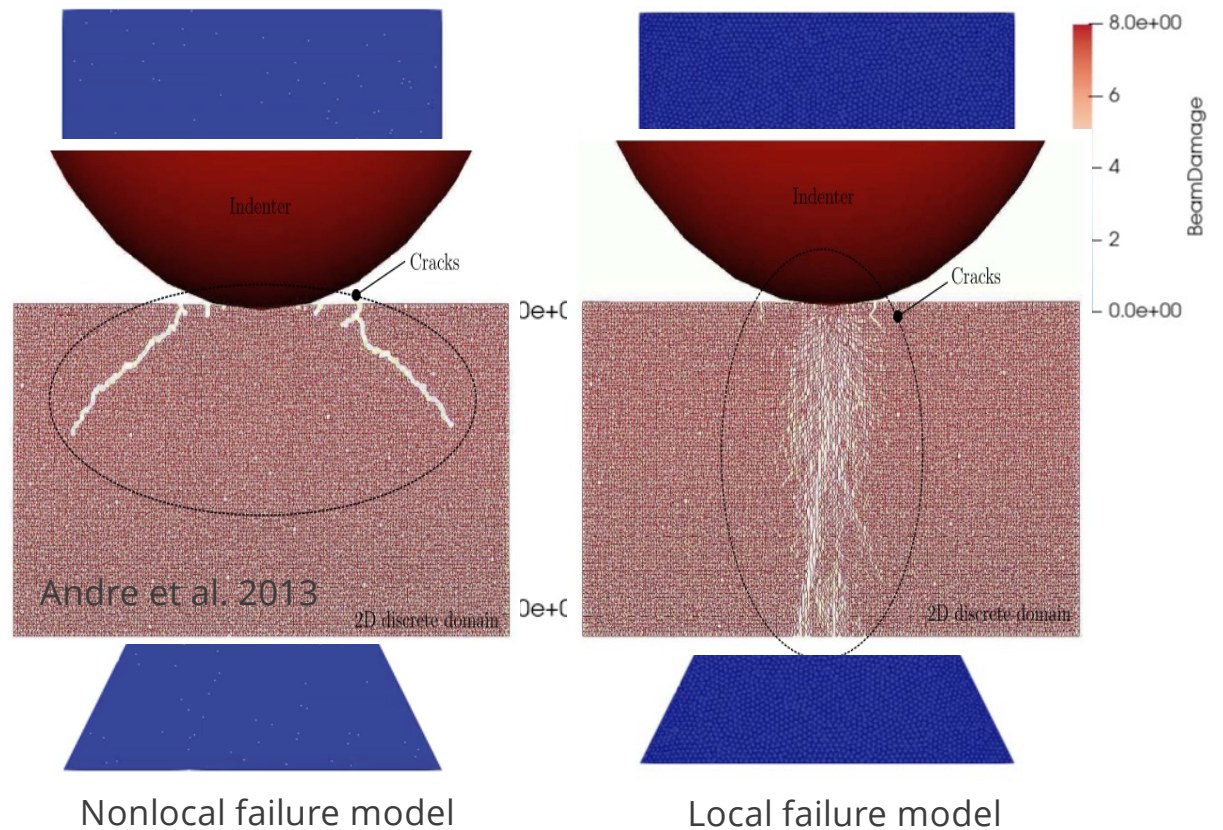 8.0e+00
6
4
2
0.0e+00
BeamDamage
Indenter
Cracks
Indenter
Cracks
Andre et al. 2013
2D discrete domain
2D discrete domain
Nonlocal failure model
Local failure model